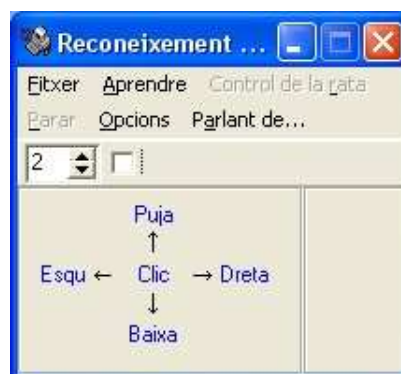 Reconeixement ...
Fitxer Aprendre Control de la rata
Parar Opcions Parlant de...
2
Puja
↑
Esqu ← Clic → Dreta
↓
Baixa